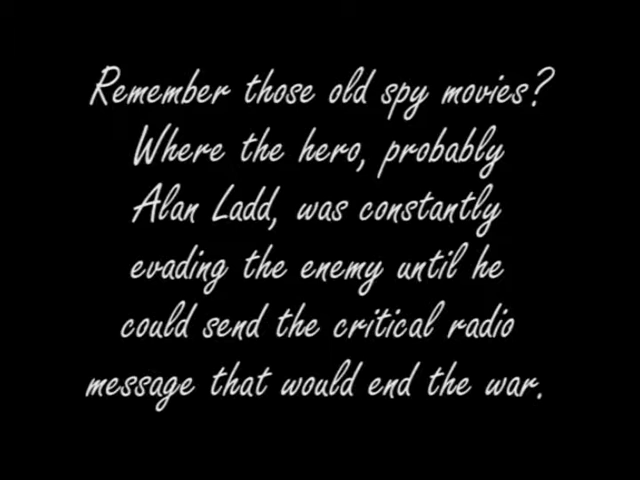 Remember those old spy movies?
Where the hero, probably
Alan Ladd, was constantly
evading the enemy until he
could send the critical radio
message that would end the war.